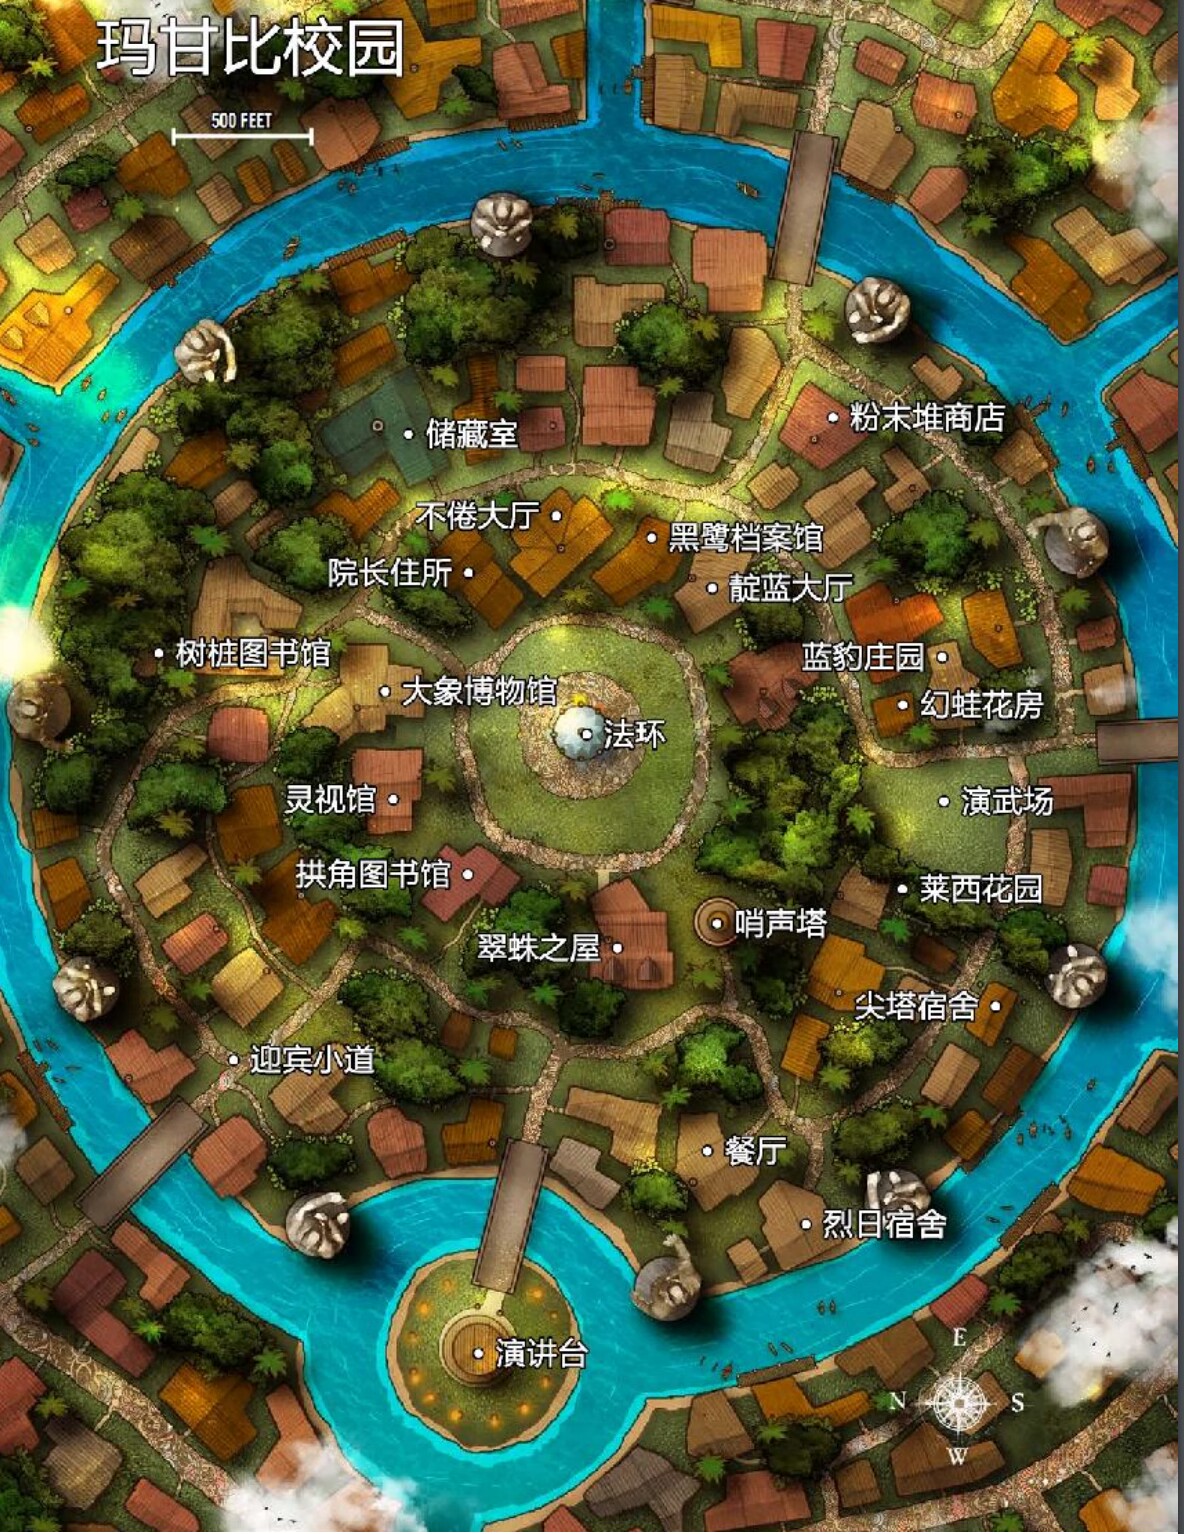 玛甘比校园
500 FEET
粉末堆商店
储藏室
不倦大厅
黑鹭档案馆
院长住所
靛蓝大厅
树桩图书馆
蓝豹庄园
大象博物馆
幻蛙花房
法环
灵视馆
演武场
拱角图书馆
莱西花园
哨声塔
翠蛛之屋
尖塔宿舍
迎宾小道
餐厅
烈日宿舍
演讲台
E
N
S
W